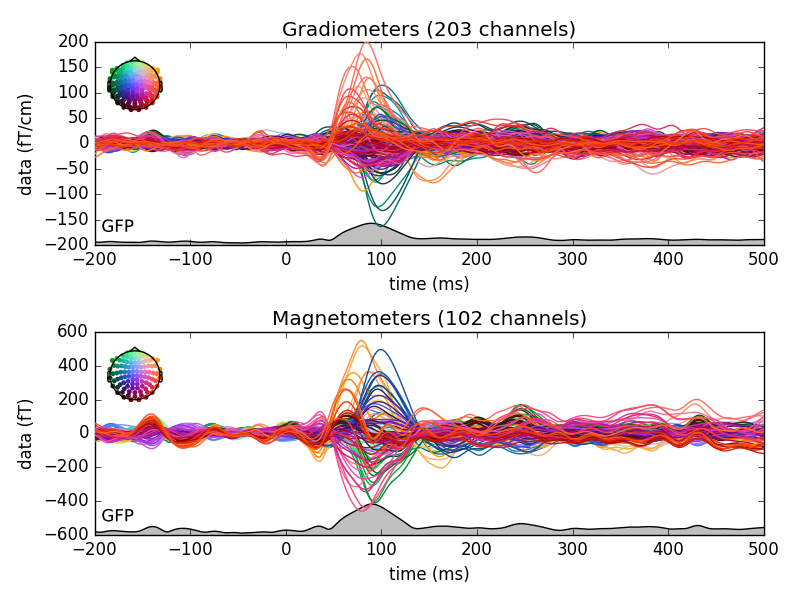 Gradiometers (203 channels)
200
150
100
50
0
−50
−100
−150
−200
data (fT/cm)
GFP
−200 −100 0 100 200 300 400 500
time (ms)
Magnetometers (102 channels)
600
400
200
0
−200
−400
−600
data (fT)
GFP
−200 −100 0 100 200 300 400 500
time (ms)